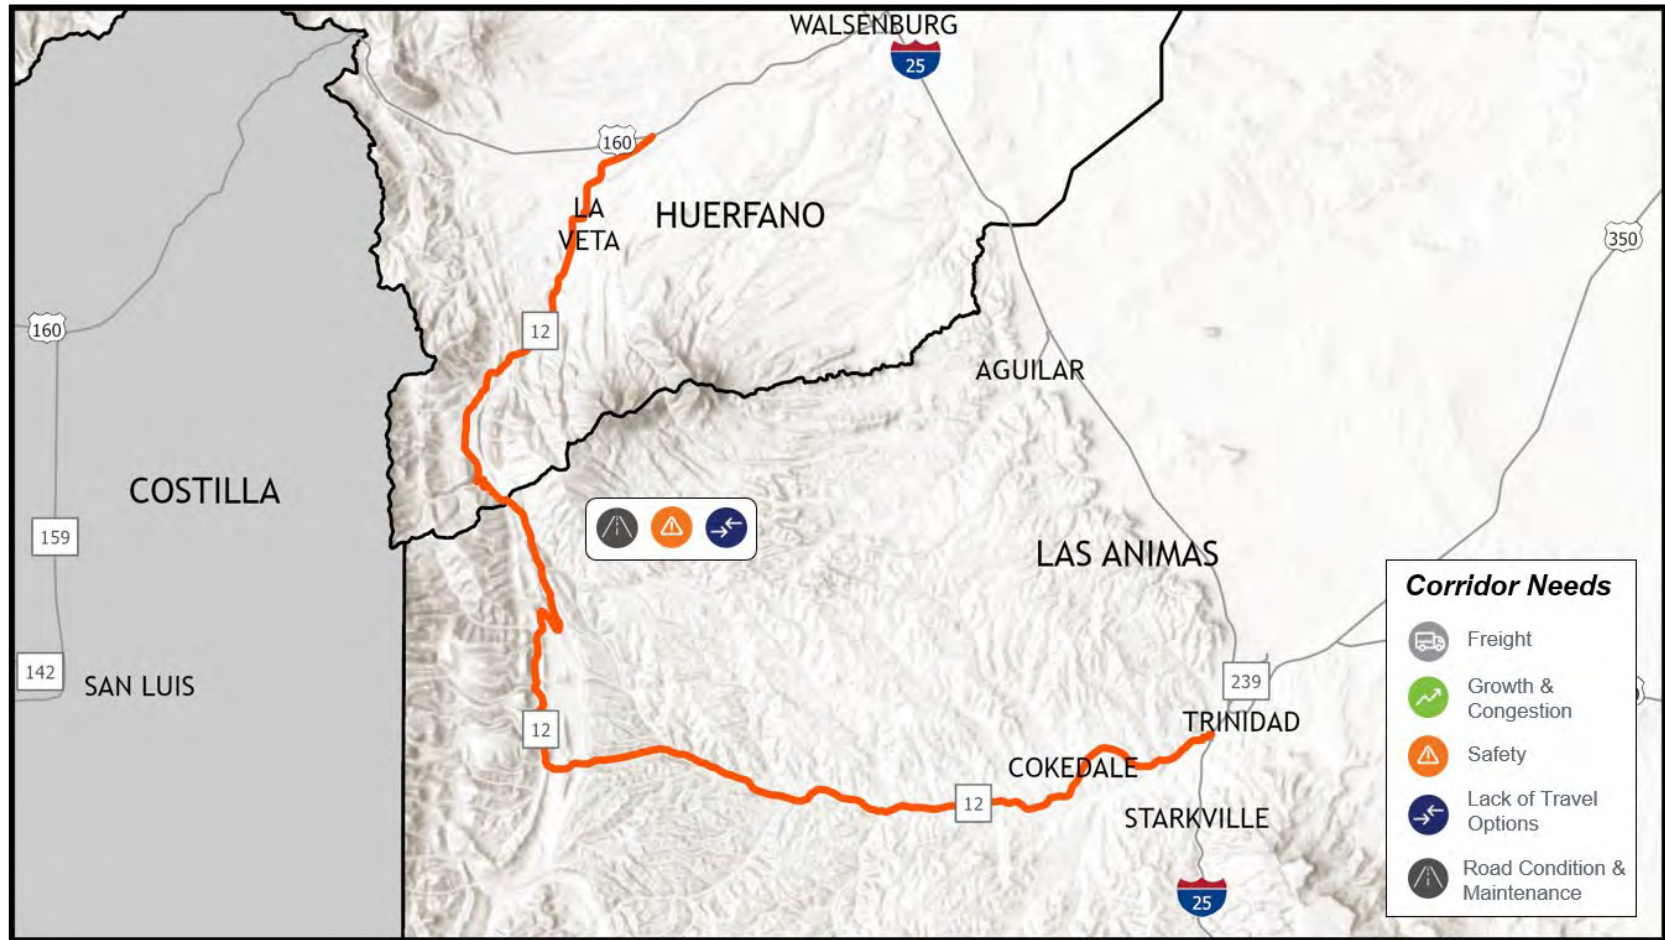 WALSENBURG
25
160
LA
VETA
HUERFANO
350
160
12
AGUILAR
COSTILLA
159
LAS ANIMAS
142
SAN LUIS
239
12
TRINIDAD
COKEDALE
12
STARKVILLE
25
Corridor Needs
Freight
Growth &
Congestion
Safety
Lack of Travel
Options
Road Condition &
Maintenance